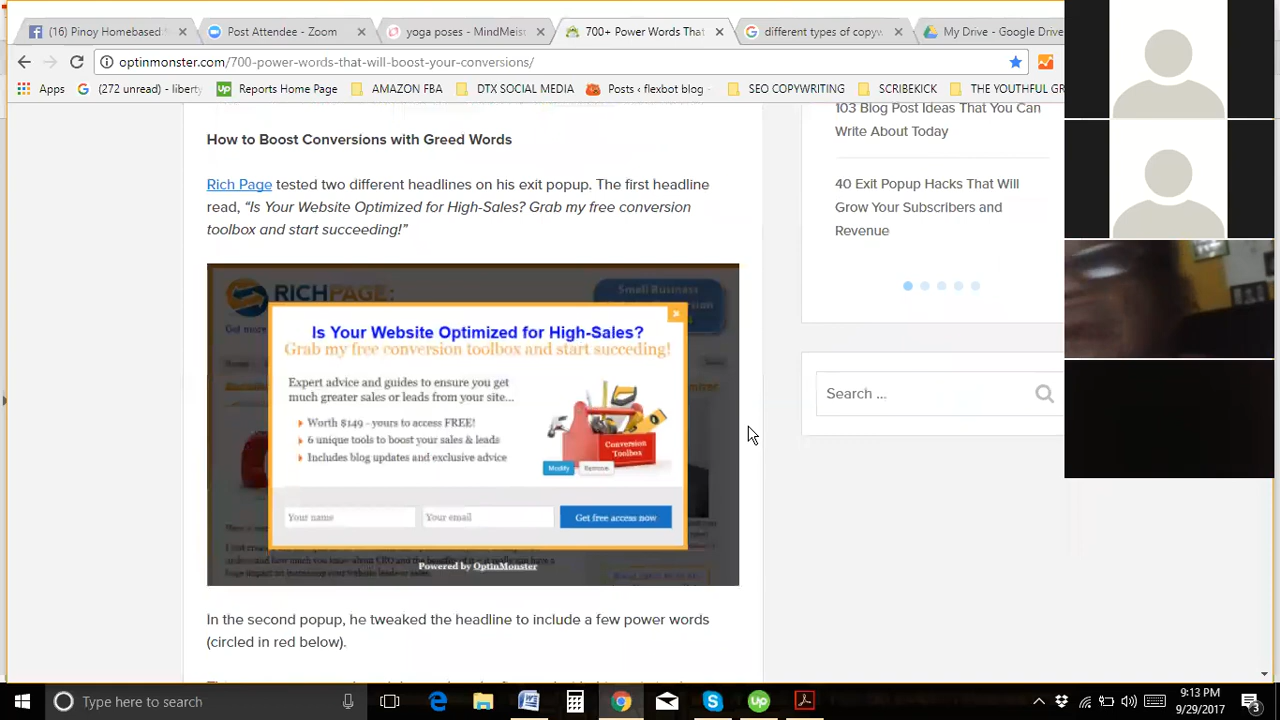 (16) Pinoy Homebased
Post Attendee - Zoom
yoga poses - MindMeis
700+ Power Words Tha
different types of copyw
My Drive - Google Drive
optinmonster.com/700-power-words-that-will-boost-your-conversions/
Apps
(272 unread) - liberty
Reports Home Page
AMAZON FBA
DTX SOCIAL MEDIA
Posts ‹ flexbot blog
SEO COPYWRITING
SCRIBEKICK
THE YOUTHFUL GR
How to Boost Conversions with Greed Words
Rich Page tested two different headlines on his exit popup. The first headline
read, “Is Your Website Optimized for High-Sales? Grab my free conversion
toolbox and start succeeding!”
RICHPAGE:
Small Business
Is Your Website Optimized for High-Sales?
Grab my free conversion toolbox and start succeding!
Expert advice and guides to ensure you get
much greater sales or leads from your site...
Worth $149 - yours to access FREE!
6 unique tools to boost your sales & leads
Includes blog updates and exclusive advice
Conversion
Toolbox
Modify
Remove
Your name
Your email
Get free access now
Powered by OptinMonster
In the second popup, he tweaked the headline to include a few power words
(circled in red below).
103 Blog Post Ideas That You Can
Write About Today
40 Exit Popup Hacks That Will
Grow Your Subscribers and
Revenue
Search ...
Type here to search
9:13 PM
9/29/2017
3